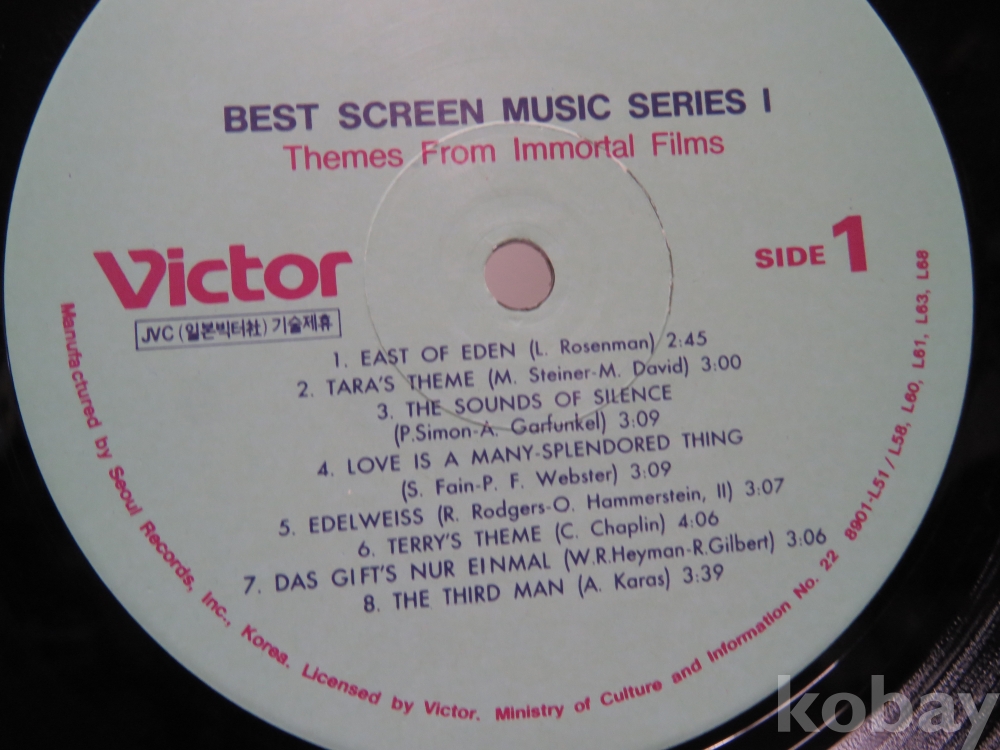 BEST SCREEN MUSIC SERIES I
Themes From Immortal Films
Victor
JVC (일본빅터社) 기술제휴
SIDE 1
1. EAST OF EDEN (L. Rosenman) 2:45
2. TARA'S THEME (M. Steiner-M. David) 3:00
3. THE SOUNDS OF SILENCE
(P.Simon-A. Garfunkel) 3:09
4. LOVE IS A MANY-SPLENDORED THING
(S. Fain-P. F. Webster) 3:09
5. EDELWEISS (R. Rodgers-O. Hammerstein, II) 3:07
6. TERRY'S THEME (C. Chaplin) 4:06
7. DAS GIFT'S NUR EINMAL (W.R.Heyman-R.Gilbert) 3:06
8. THE THIRD MAN (A. Karas) 3:39
Manufactured by Seoul Records, Inc., Korea. Licensed by Victor. Ministry of Culture and Information No. 22 8901-L51 / L58, L60, L61, L63, L68
kobay